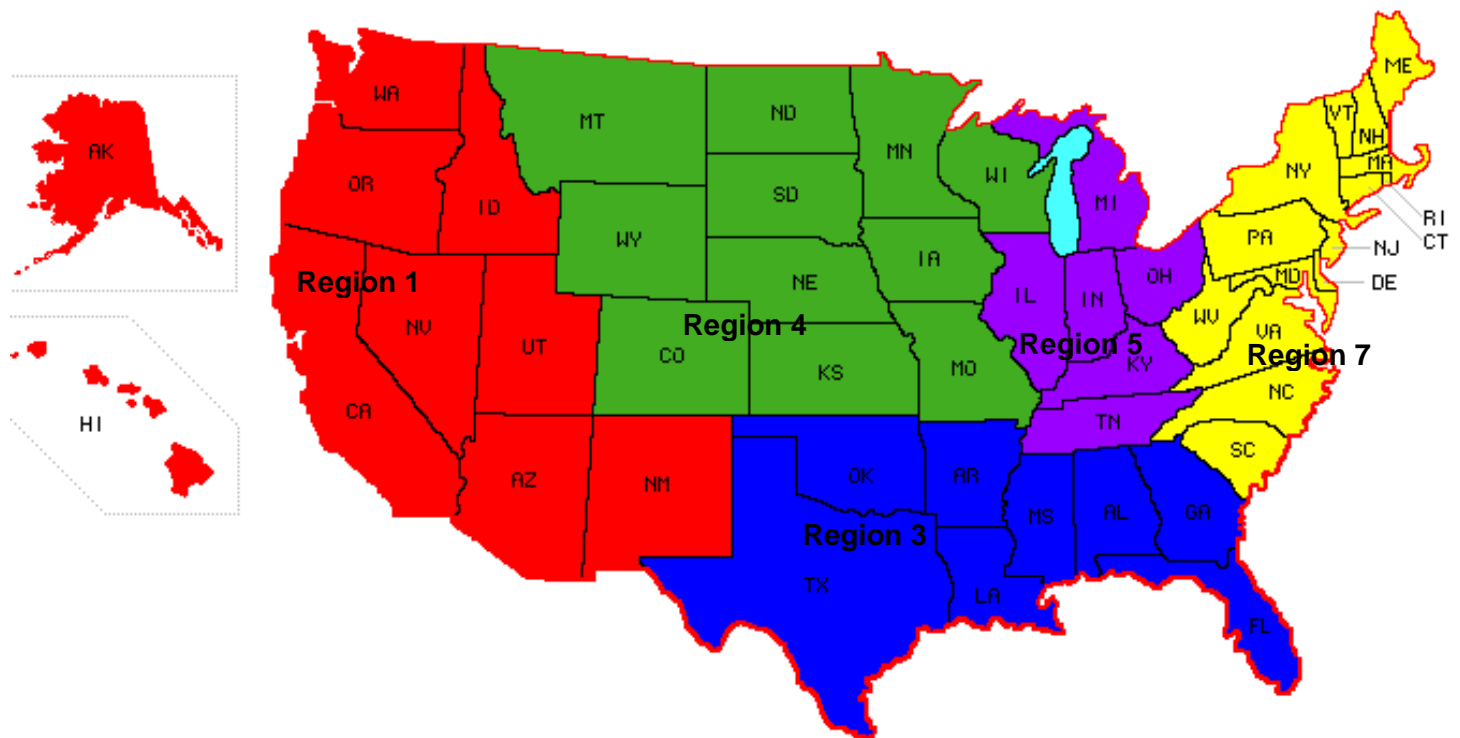 ME
WA
VT
ND
MT
NH
AK
MN
MA
NY
WI
OR
SD
MI
ID
RI
PA
CT
WY
NJ
IA
MD
OH
Region 1
NE
DE
IL
IN
WV
NV
Region 4
VA
UT
Region 5
CO
Region 7
KY
MO
KS
NC
CA
HI
TN
SC
OK
AR
AZ
NM
GA
AL
MS
Region 3
TX
LA
FL